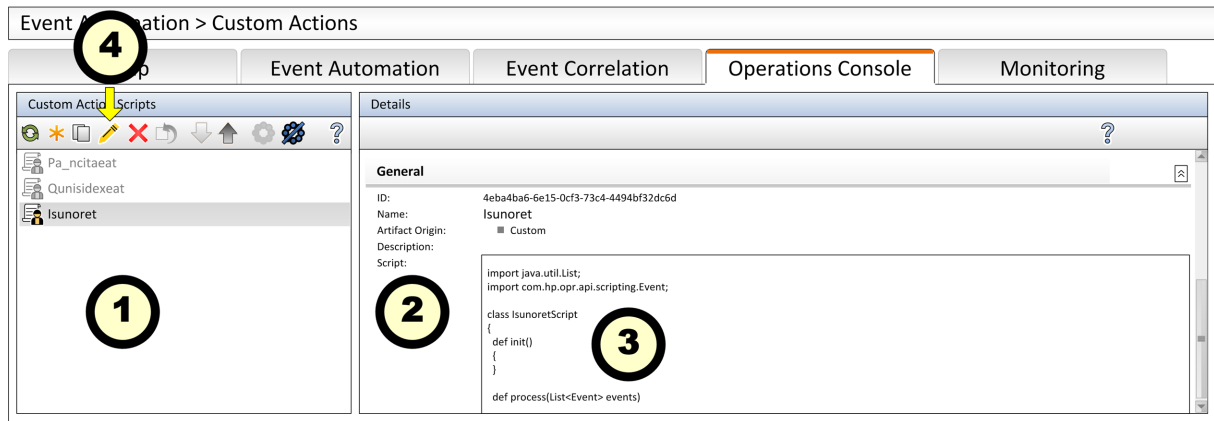 Event A ation > Custom Actions
4
p Event Automation Event Correlation Operations Console Monitoring
Custom Action Scripts Details
? ?
Pa_ncitaeat
Qunisidexeat
Isunoret
General
ID: 4eba4ba6-6e15-0cf3-73c4-4494bf32dc6d
Name: Isunoret
Artifact Origin: Custom
Description:
Script:
import java.util.List;
import com.hp.opr.api.scripting.Event;
class IsunoretScript
{
def init()
{
}
def process(List<Event> events)
1
2
3